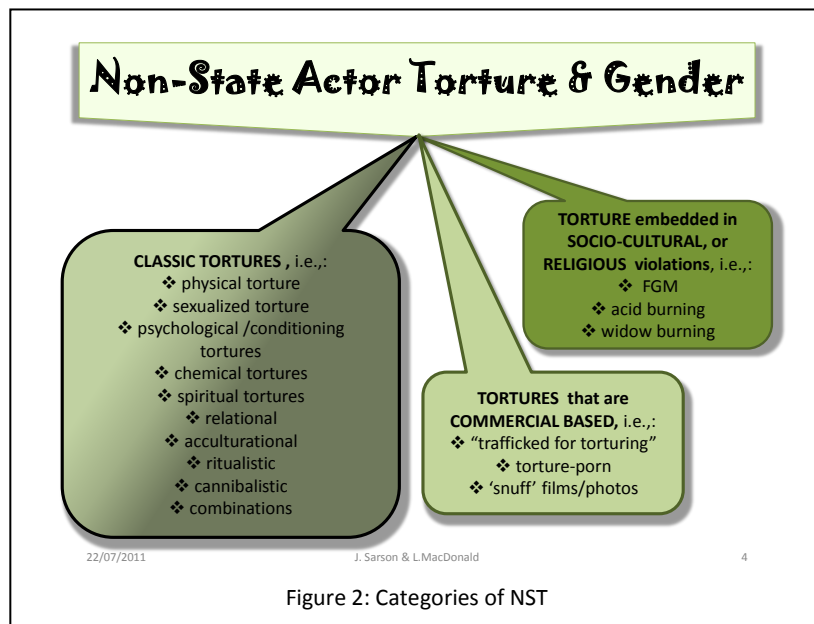 Non-State Actor Torture & Gender
CLASSIC TORTURES , i.e.,:
❖ physical torture
❖ sexualized torture
❖ psychological /conditioning
tortures
❖ chemical tortures
❖ spiritual tortures
❖ relational
❖ acculturational
❖ ritualistic
❖ cannibalistic
❖ combinations
TORTURE embedded in
SOCIO-CULTURAL, or
RELIGIOUS violations, i.e.,:
❖ FGM
❖ acid burning
❖ widow burning
TORTURES that are
COMMERCIAL BASED, i.e.,:
❖ “trafficked for torturing”
❖ torture-porn
❖ ‘snuff’ films/photos
22/07/2011 J. Sarson & L.MacDonald 4
Figure 2: Categories of NST